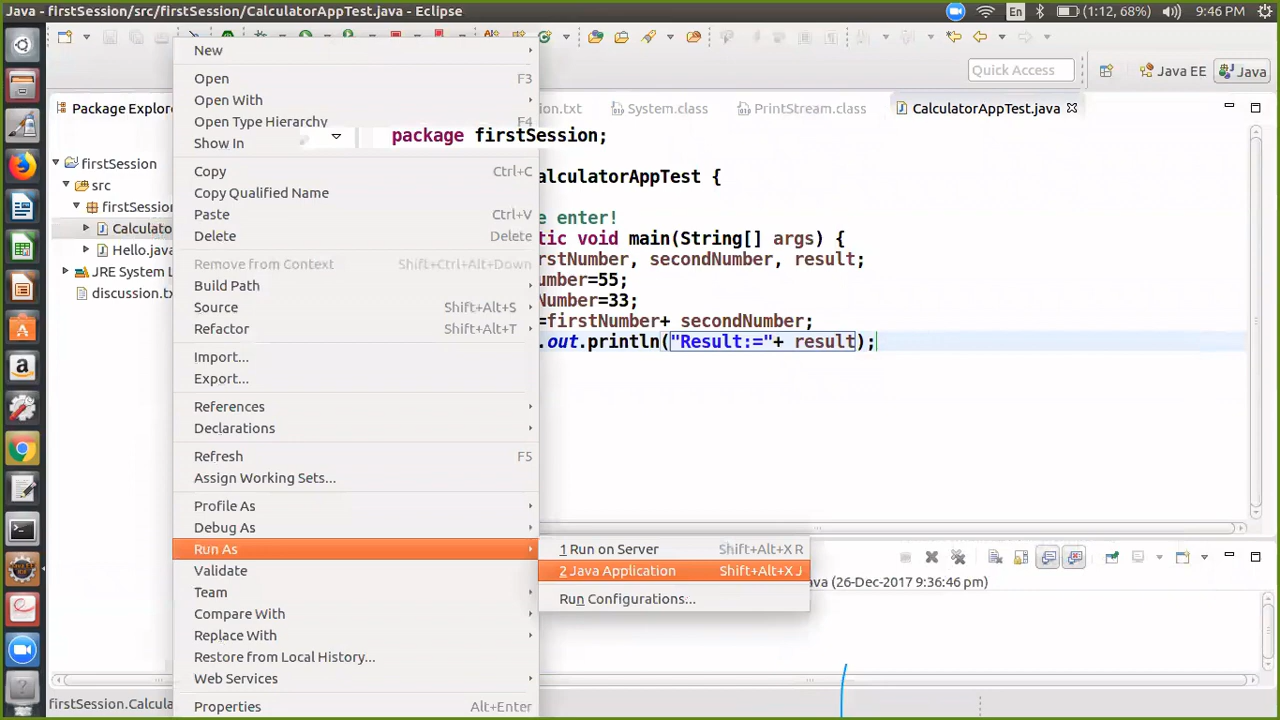 Java - firstSession/src/firstSession/CalculatorAppTest.java - Eclipse
En
(1:12, 68%)
9:46 PM
Quick Access
Java EE
Java
Package Explor
ion.txt
System.class
PrintStream.class
CalculatorAppTest.java
firstSession
src
firstSession
Calculato
Hello.java
JRE System L
discussion.tx
New
Open F3
Open With
Open Type Hierarchy F4
Show In
Copy Ctrl+C
Copy Qualified Name
Paste Ctrl+V
Delete Delete
Remove from Context Shift+Ctrl+Alt+Down
Build Path
Source Shift+Alt+S
Refactor Shift+Alt+T
Import...
Export...
References
Declarations
Refresh F5
Assign Working Sets...
Profile As
Debug As
Run As
Validate
Team
Compare With
Replace With
Restore from Local History...
Web Services
Properties Alt+Enter
1 Run on Server Shift+Alt+X R
2 Java Application Shift+Alt+X J
Run Configurations...
package firstSession;
alculatorAppTest {
e enter!
tic void main(String[] args) {
rstNumber, secondNumber, result;
umber=55;
Number=33;
=firstNumber+ secondNumber;
.out.println("Result:="+ result);
ava (26-Dec-2017 9:36:46 pm)
firstSession.Calcula